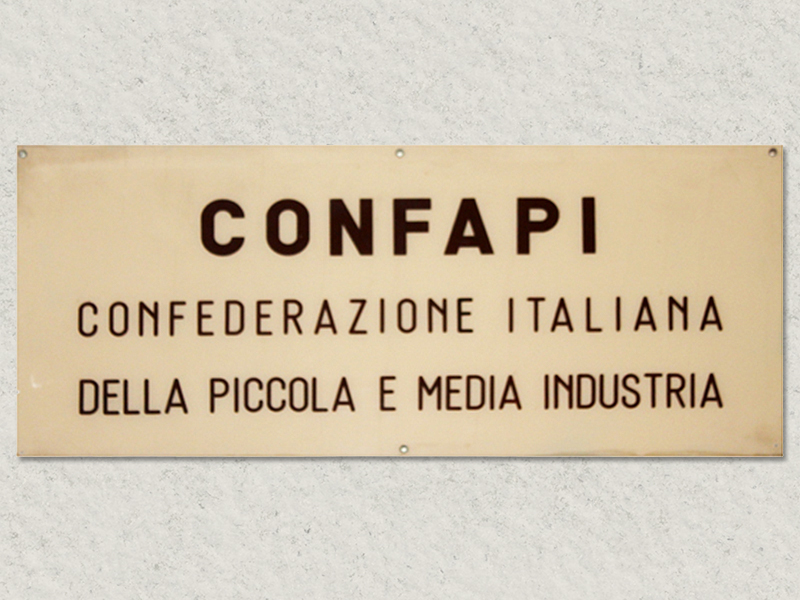 CONFAPI
CONFEDERAZIONE ITALIANA
DELLA PICCOLA E MEDIA INDUSTRIA